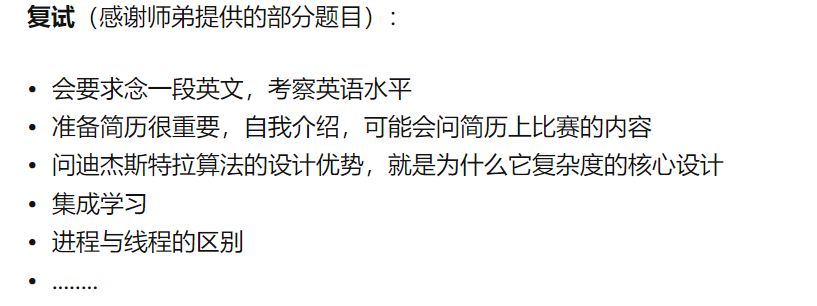 复试（感谢师弟提供的部分题目）：
• 会要求念一段英文，考察英语水平
• 准备简历很重要，自我介绍，可能会问简历上比赛的内容
• 问迪杰斯特拉算法的设计优势，就是为什么它复杂度的核心设计
• 集成学习
• 进程与线程的区别
• ........